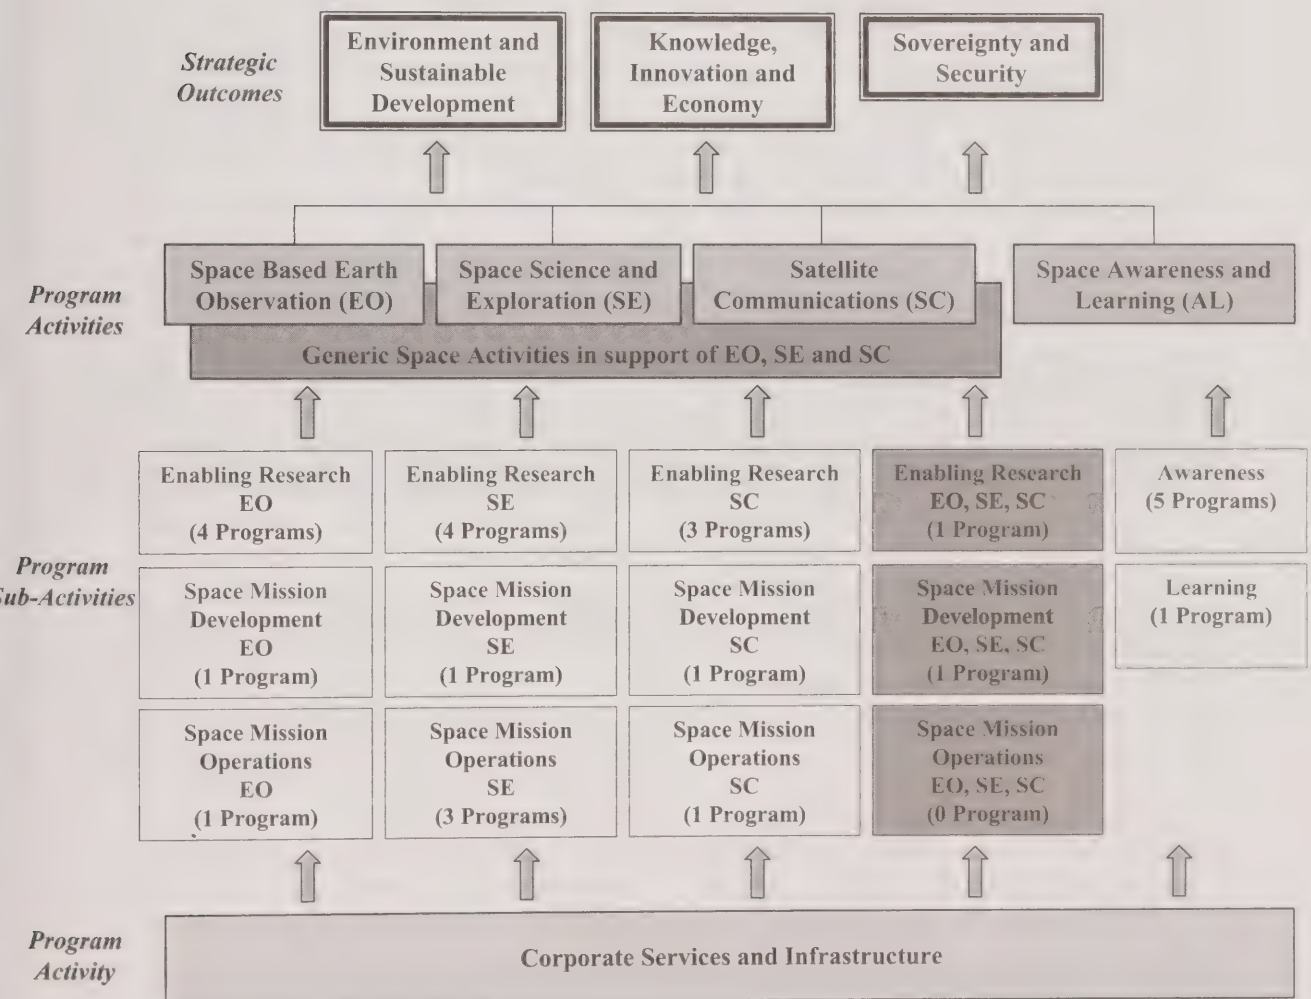 Strategic
Outcomes
Environment and
Sustainable
Development
Knowledge,
Innovation and
Economy
Sovereignty and
Security
Program
Activities
Space Based Earth
Observation (EO)
Space Science and
Exploration (SE)
Satellite
Communications (SC)
Space Awareness and
Learning (AL)
Generic Space Activities in support of EO, SE and SC
Program
Sub-Activities
Enabling Research
EO
(4 Programs)
Enabling Research
SE
(4 Programs)
Enabling Research
SC
(3 Programs)
Enabling Research
EO, SE, SC
(1 Program)
Awareness
(5 Programs)
Space Mission
Development
EO
(1 Program)
Space Mission
Development
SE
(1 Program)
Space Mission
Development
SC
(1 Program)
Space Mission
Development
EO, SE, SC
(1 Program)
Learning
(1 Program)
Space Mission
Operations
EO
(1 Program)
Space Mission
Operations
SE
(3 Programs)
Space Mission
Operations
SC
(1 Program)
Space Mission
Operations
EO, SE, SC
(0 Program)
Program
Activity
Corporate Services and Infrastructure